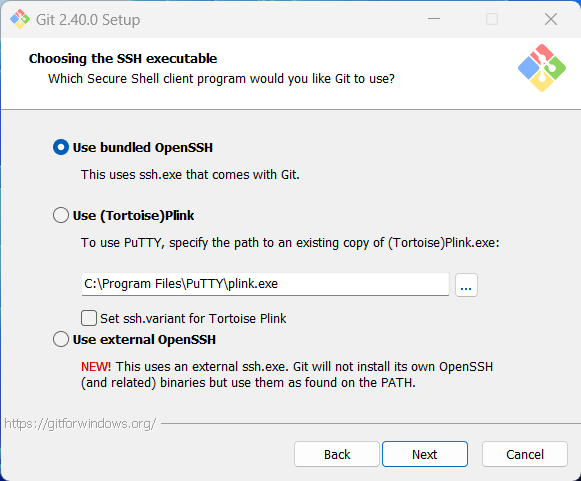 Git 2.40.0 Setup
Choosing the SSH executable
Which Secure Shell client program would you like Git to use?
Use bundled OpenSSH
This uses ssh.exe that comes with Git.
Use (Tortoise)Plink
To use PuTTY, specify the path to an existing copy of (Tortoise)Plink.exe:
C:\Program Files\PuTTY\plink.exe
...
Set ssh.variant for Tortoise Plink
Use external OpenSSH
NEW! This uses an external ssh.exe. Git will not install its own OpenSSH
(and related) binaries but use them as found on the PATH.
https://gitforwindows.org/
Back Next Cancel